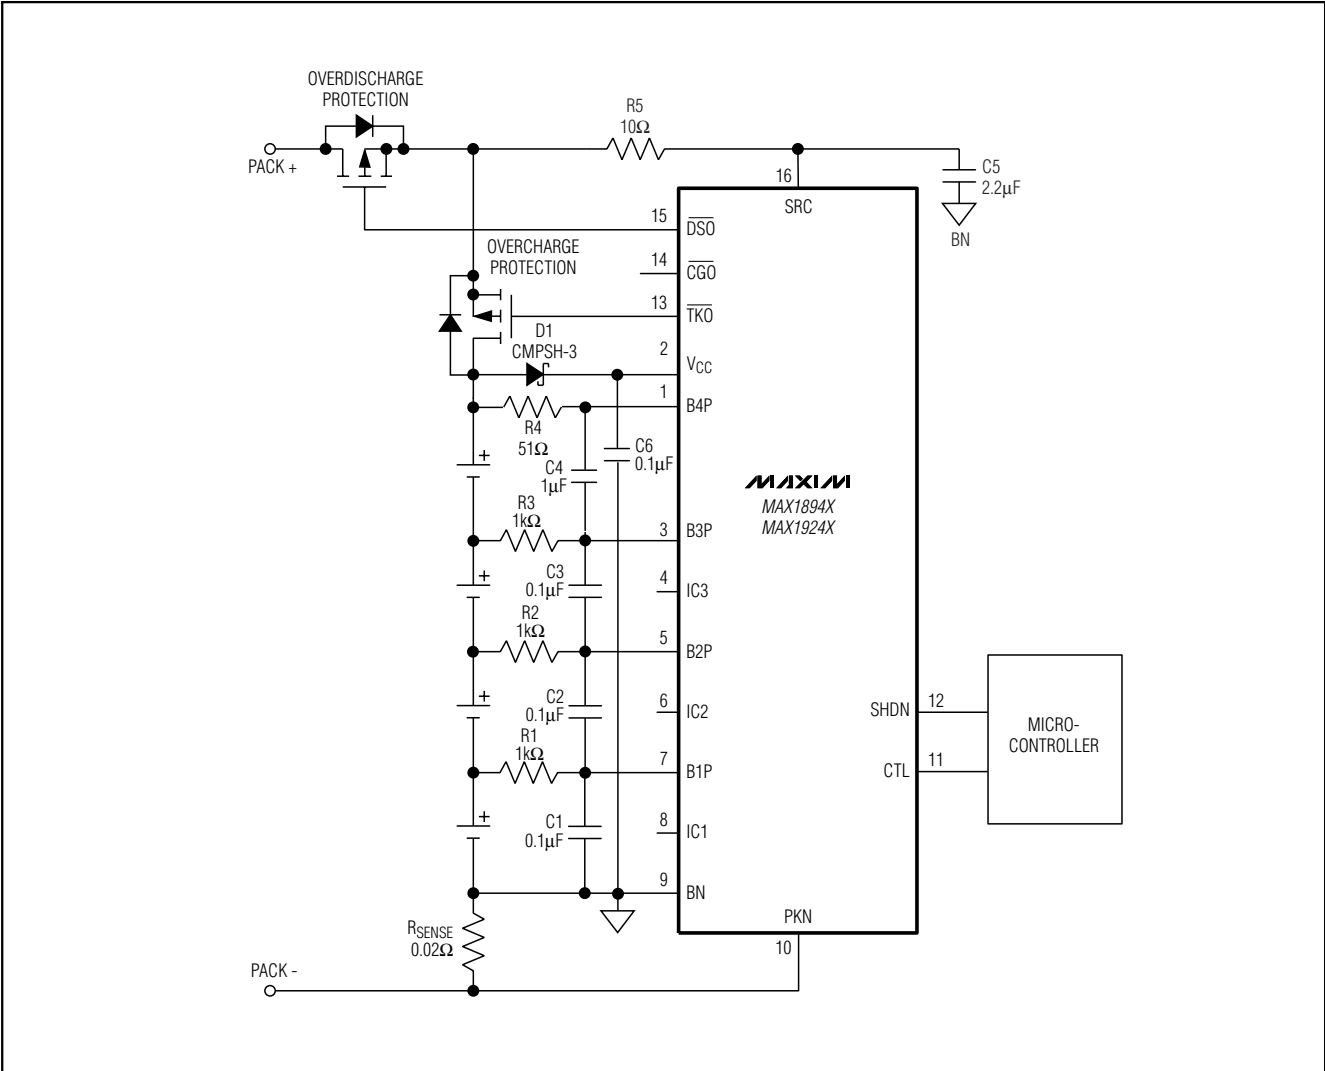 OVERDISCHARGE
PROTECTION
PACK +
R5
10Ω
C5
2.2μF
BN
16
SRC
15
DSO
OVERCHARGE
PROTECTION
14
CGO
13
TKO
D1
CMPSH-3
2
VCC
1
B4P
R4
51Ω
C6
0.1μF
C4
1μF
MAXIM
MAX1894X
MAX1924X
R3
1kΩ
3
B3P
C3
0.1μF
4
IC3
R2
1kΩ
5
B2P
C2
0.1μF
6
IC2
SHDN
12
MICRO-
CONTROLLER
R1
1kΩ
7
B1P
CTL
11
C1
0.1μF
8
IC1
9
BN
RSENSE
0.02Ω
PKN
10
PACK -
+
+
+
+